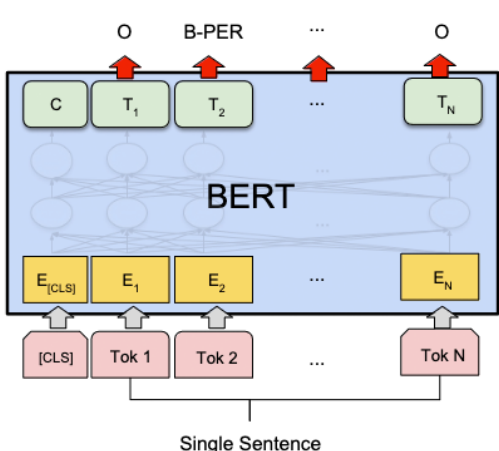 O B-PER ... O
C T1 T2 ... TN
...
BERT
...
E[CLS] E1 E2 ... EN
[CLS] Tok 1 Tok 2 ... Tok N
Single Sentence